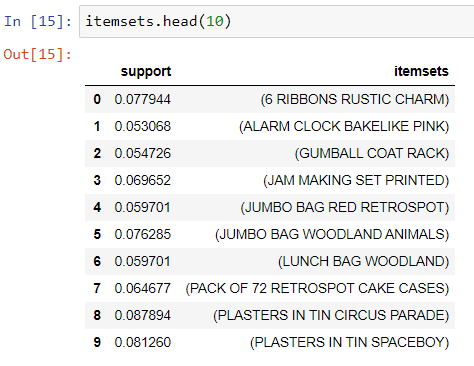 In [15]: itemsets.head(10)
Out[15]:
support itemsets
0 0.077944 (6 RIBBONS RUSTIC CHARM)
1 0.053068 (ALARM CLOCK BAKELIKE PINK)
2 0.054726 (GUMBALL COAT RACK)
3 0.069652 (JAM MAKING SET PRINTED)
4 0.059701 (JUMBO BAG RED RETROSPOT)
5 0.076285 (JUMBO BAG WOODLAND ANIMALS)
6 0.059701 (LUNCH BAG WOODLAND)
7 0.064677 (PACK OF 72 RETROSPOT CAKE CASES)
8 0.087894 (PLASTERS IN TIN CIRCUS PARADE)
9 0.081260 (PLASTERS IN TIN SPACEBOY)